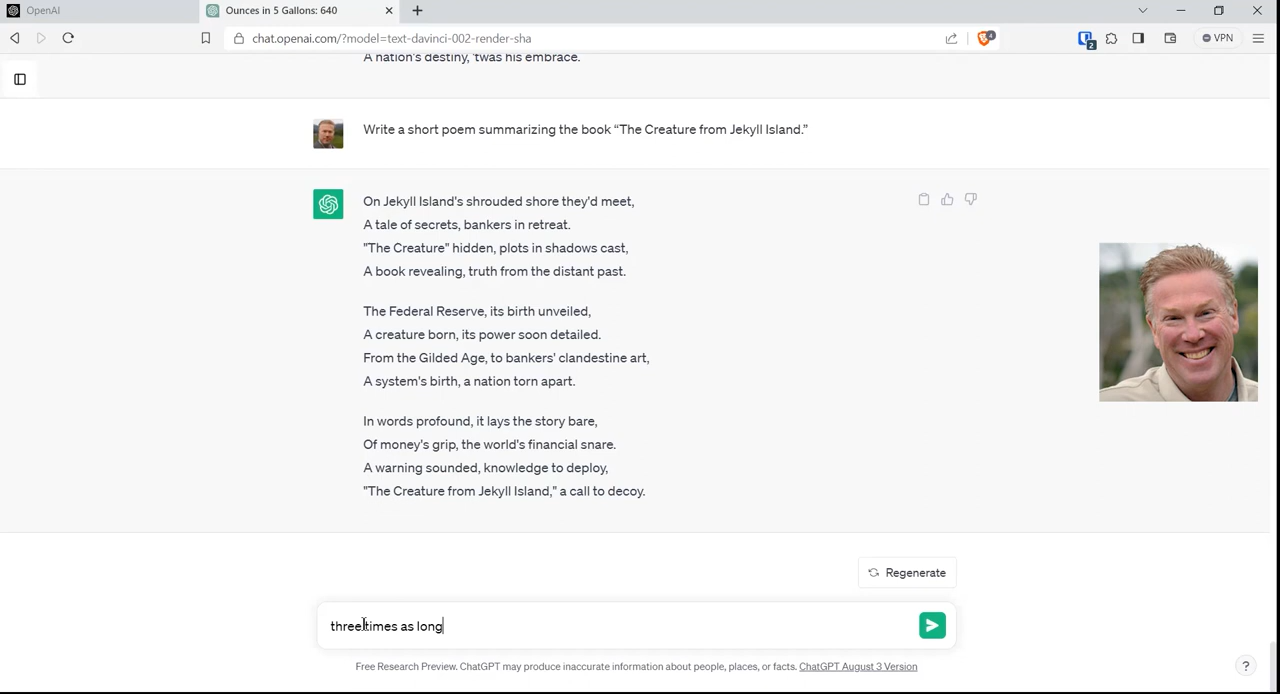 OpenAI
Ounces in 5 Gallons: 640
chat.openai.com/?model=text-davinci-002-render-sha
4
2
VPN
A nation's destiny, 'twas his embrace.
Write a short poem summarizing the book “The Creature from Jekyll Island.”
On Jekyll Island's shrouded shore they'd meet,
A tale of secrets, bankers in retreat.
"The Creature" hidden, plots in shadows cast,
A book revealing, truth from the distant past.
The Federal Reserve, its birth unveiled,
A creature born, its power soon detailed.
From the Gilded Age, to bankers' clandestine art,
A system's birth, a nation torn apart.
In words profound, it lays the story bare,
Of money's grip, the world's financial snare.
A warning sounded, knowledge to deploy,
"The Creature from Jekyll Island," a call to decoy.
Regenerate
three times as long
Free Research Preview. ChatGPT may produce inaccurate information about people, places, or facts. ChatGPT August 3 Version
?